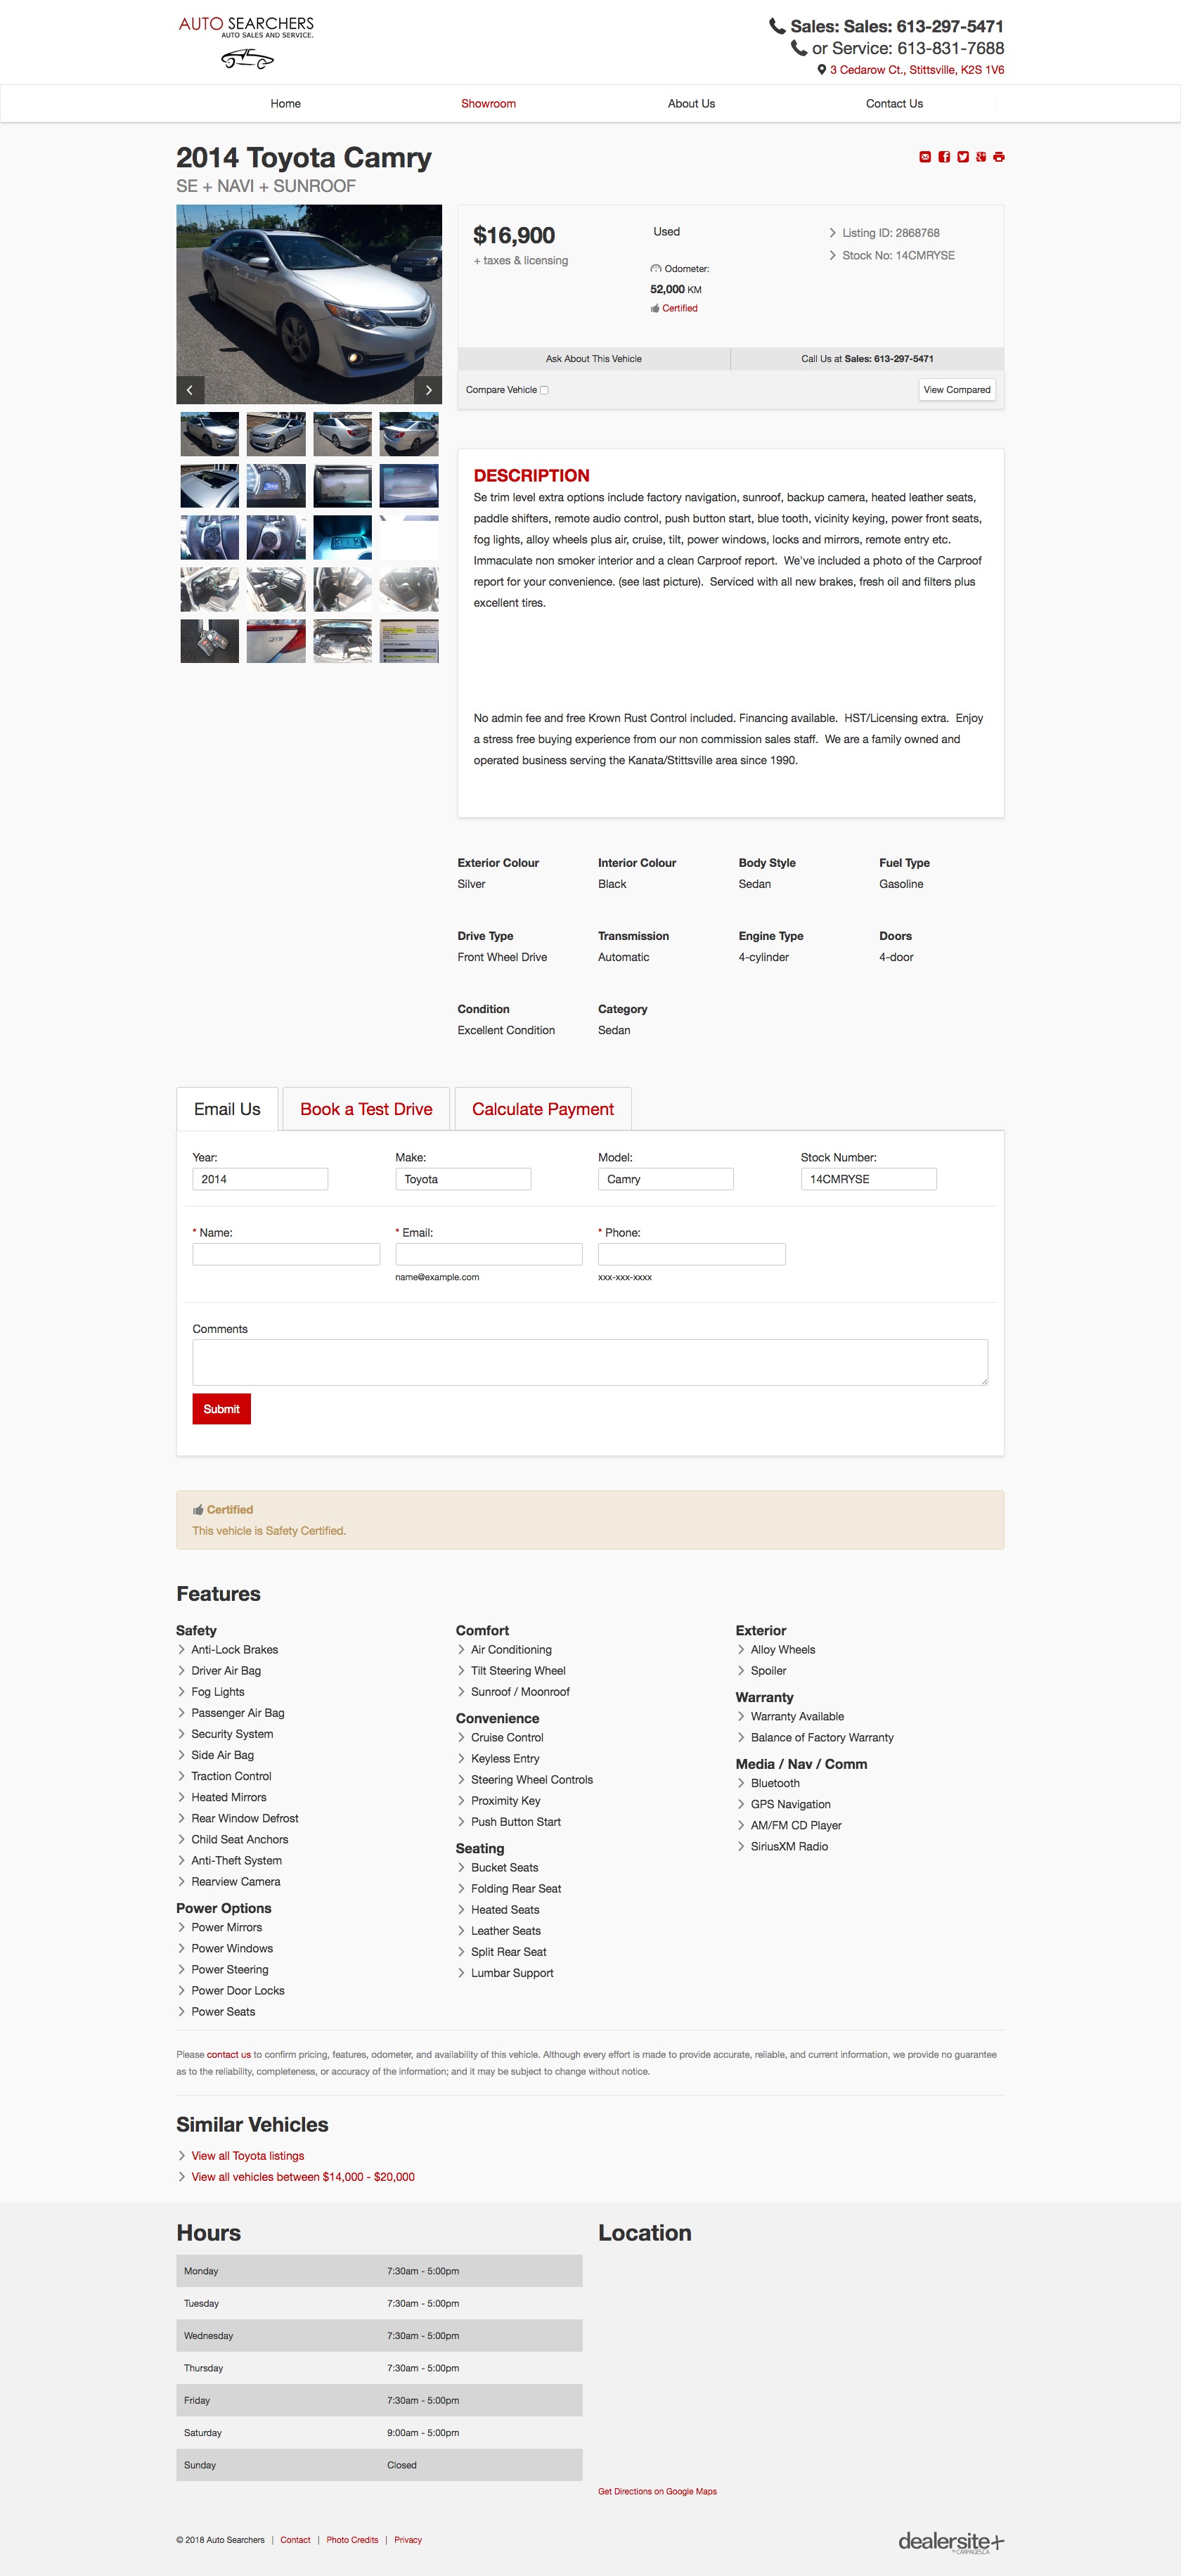 AUTO SEARCHERS
AUTO SALES AND SERVICE.
Sales: Sales: 613-297-5471
or Service: 613-831-7688
3 Cedarow Ct., Stittsville, K2S 1V6
Home Showroom About Us Contact Us
2014 Toyota Camry
SE + NAVI + SUNROOF
$16,900
+ taxes & licensing
Used
Odometer:
52,000 KM
Certified
Listing ID: 2868768
Stock No: 14CMRYSE
Ask About This Vehicle
Call Us at Sales: 613-297-5471
Compare Vehicle
View Compared
DESCRIPTION
Se trim level extra options include factory navigation, sunroof, backup camera, heated leather seats,
paddle shifters, remote audio control, push button start, blue tooth, vicinity keying, power front seats,
fog lights, alloy wheels plus air, cruise, tilt, power windows, locks and mirrors, remote entry etc.
Immaculate non smoker interior and a clean Carproof report. We've included a photo of the Carproof
report for your convenience. (see last picture). Serviced with all new brakes, fresh oil and filters plus
excellent tires.
No admin fee and free Krown Rust Control included. Financing available. HST/Licensing extra. Enjoy
a stress free buying experience from our non commission sales staff. We are a family owned and
operated business serving the Kanata/Stittsville area since 1990.
Exterior Colour Interior Colour Body Style Fuel Type
Silver Black Sedan Gasoline
Drive Type Transmission Engine Type Doors
Front Wheel Drive Automatic 4-cylinder 4-door
Condition Category
Excellent Condition Sedan
Email Us Book a Test Drive Calculate Payment
Year: Make: Model: Stock Number:
2014 Toyota Camry 14CMRYSE
* Name: * Email: * Phone:
name@example.com xxx-xxx-xxxx
Comments
Submit
Certified
This vehicle is Safety Certified.
Features
Safety
Anti-Lock Brakes
Driver Air Bag
Fog Lights
Passenger Air Bag
Security System
Side Air Bag
Traction Control
Heated Mirrors
Rear Window Defrost
Child Seat Anchors
Anti-Theft System
Rearview Camera
Power Options
Power Mirrors
Power Windows
Power Steering
Power Door Locks
Power Seats
Comfort
Air Conditioning
Tilt Steering Wheel
Sunroof / Moonroof
Convenience
Cruise Control
Keyless Entry
Steering Wheel Controls
Proximity Key
Push Button Start
Seating
Bucket Seats
Folding Rear Seat
Heated Seats
Leather Seats
Split Rear Seat
Lumbar Support
Exterior
Alloy Wheels
Spoiler
Warranty
Warranty Available
Balance of Factory Warranty
Media / Nav / Comm
Bluetooth
GPS Navigation
AM/FM CD Player
SiriusXM Radio
Please contact us to confirm pricing, features, odometer, and availability of this vehicle. Although every effort is made to provide accurate, reliable, and current information, we provide no guarantee
as to the reliability, completeness, or accuracy of the information; and it may be subject to change without notice.
Similar Vehicles
View all Toyota listings
View all vehicles between $14,000 - $20,000
Hours
Monday 7:30am - 5:00pm
Tuesday 7:30am - 5:00pm
Wednesday 7:30am - 5:00pm
Thursday 7:30am - 5:00pm
Friday 7:30am - 5:00pm
Saturday 9:00am - 5:00pm
Sunday Closed
Location
Get Directions on Google Maps
© 2018 Auto Searchers | Contact | Photo Credits | Privacy
dealersite+
BY CARPAGES.CA